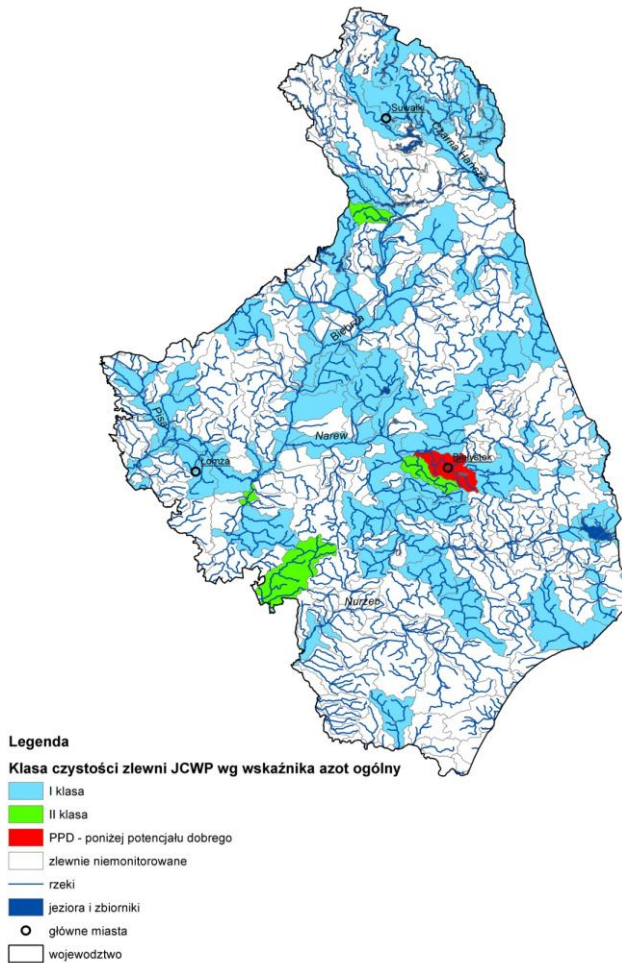 Suwałki
Czarna Hańcza
Biebrza
Pisa
Narew
Łomża
Białystok
Nurzec
Legenda
Klasa czystości zlewni JCWP wg wskaźnika azot ogólny
I klasa
II klasa
PPD - poniżej potencjału dobrego
zlewnie niemonitorowane
rzeki
jeziora i zbiorniki
główne miasta
wojewodztwo